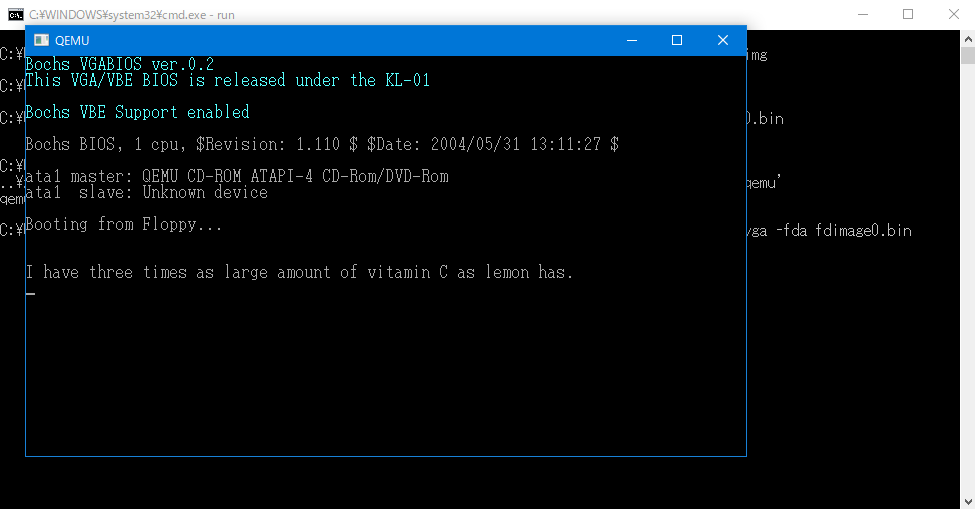 C:¥WINDOWS¥system32¥cmd.exe - run
QEMU
C:¥
img
Bochs VGABIOS ver.0.2
This VGA/VBE BIOS is released under the KL-01
C:¥
Bochs VBE Support enabled
C:¥
0.bin
Bochs BIOS, 1 cpu, $Revision: 1.110 $ $Date: 2004/05/31 13:11:27 $
C:¥
ata1 master: QEMU CD-ROM ATAPI-4 CD-Rom/DVD-Rom
..¥
qemu'
ata1  slave: Unknown device
qem
Booting from Floppy...
C:¥
vga -fda fdimage0.bin
I have three times as large amount of vitamin C as lemon has.